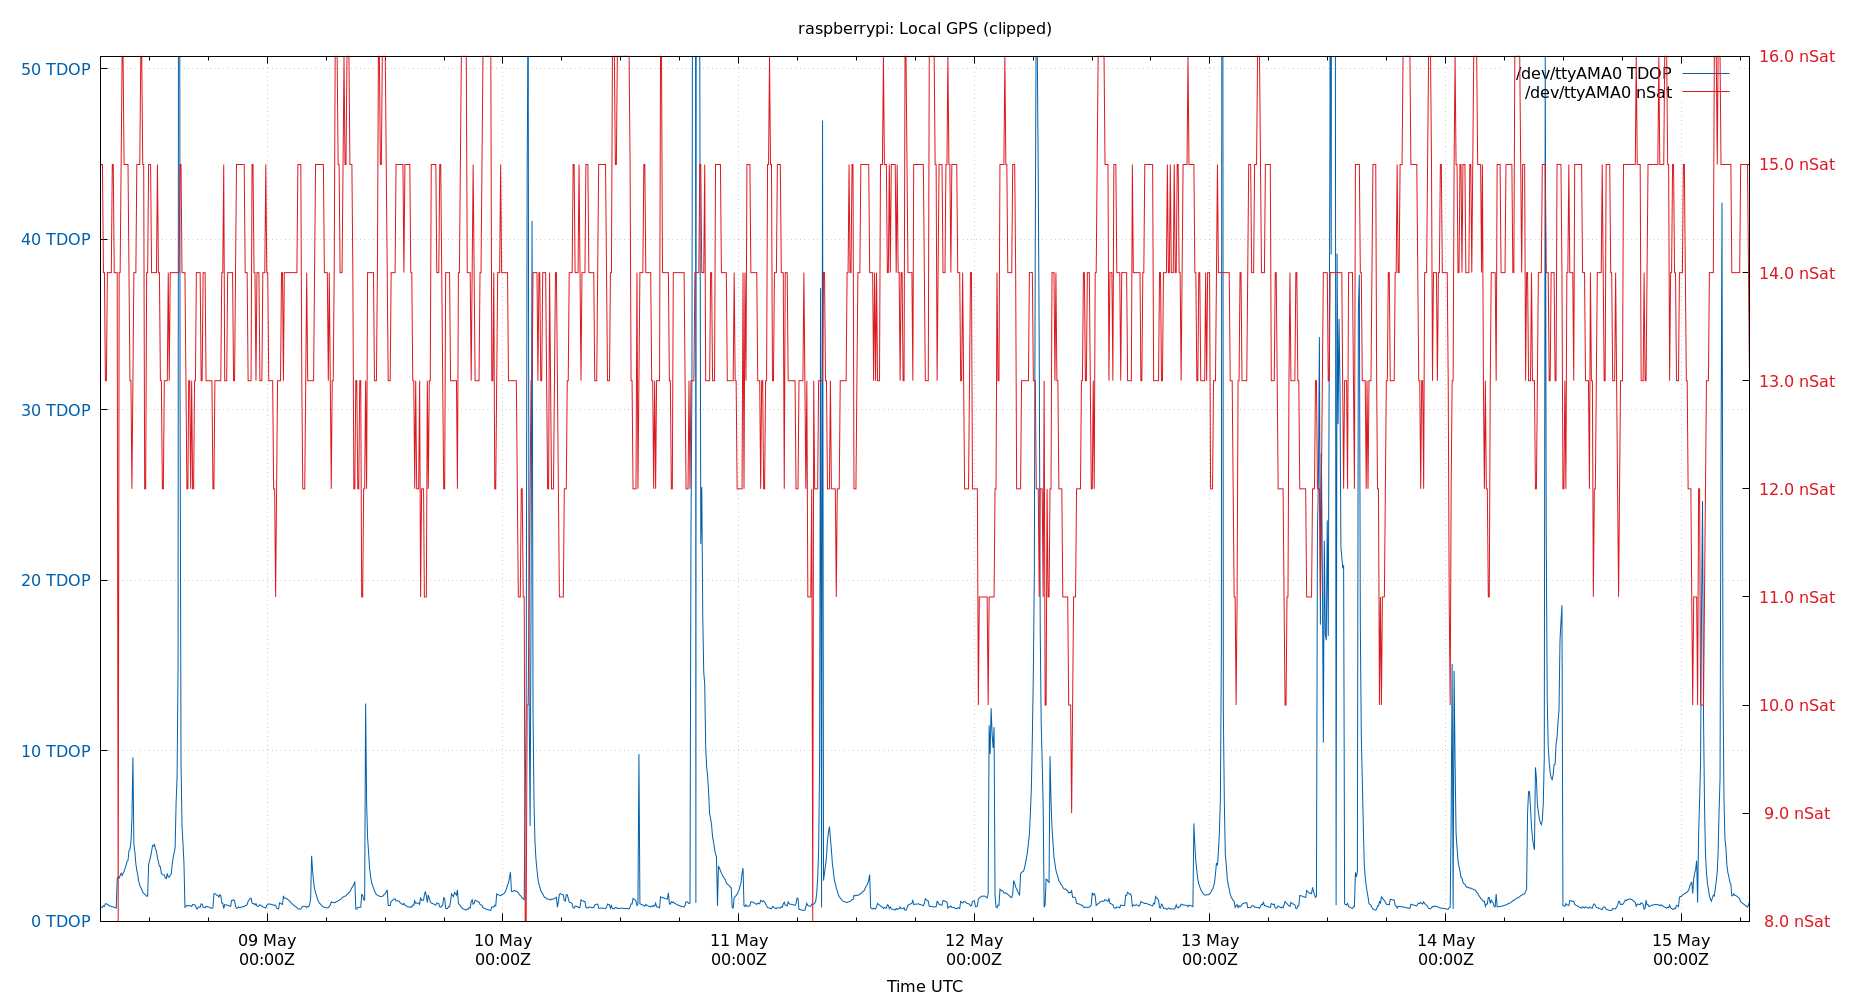 raspberrypi: Local GPS (clipped)
50 TDOP
40 TDOP
30 TDOP
20 TDOP
10 TDOP
0 TDOP
16.0 nSat
15.0 nSat
14.0 nSat
13.0 nSat
12.0 nSat
11.0 nSat
10.0 nSat
9.0 nSat
8.0 nSat
/dev/ttyAMA0 TDOP
/dev/ttyAMA0 nSat
09 May
00:00Z
10 May
00:00Z
11 May
00:00Z
12 May
00:00Z
13 May
00:00Z
14 May
00:00Z
15 May
00:00Z
Time UTC